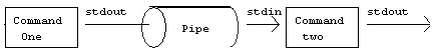 stdout
stdin
stdout
Command
One
Pipe
Command
two